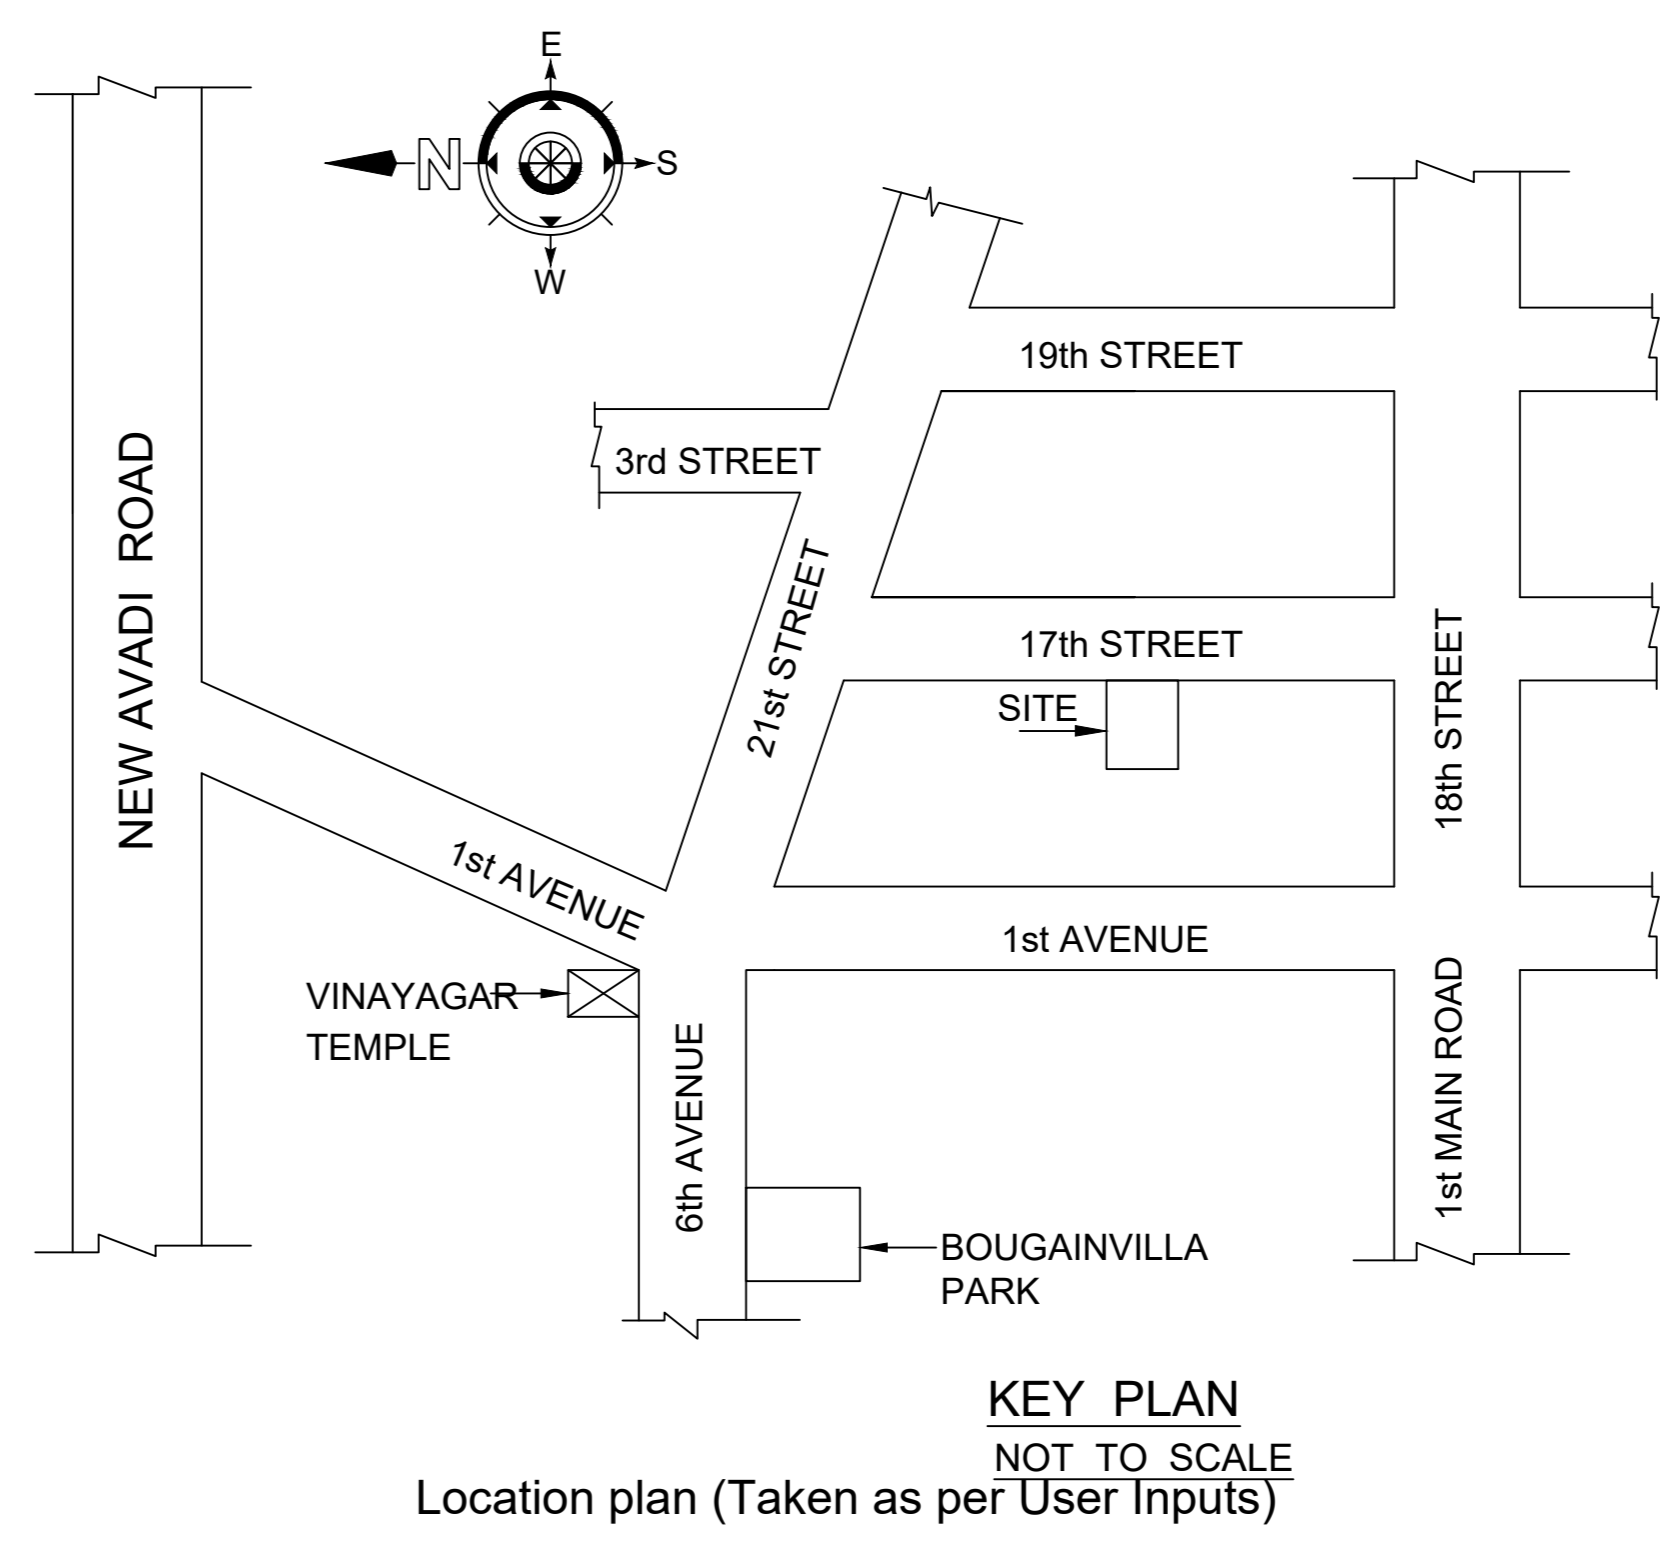 E
N
S
W
19th STREET
3rd STREET
NEW AVADI ROAD
21st STREET
17th STREET
SITE
18th STREET
1st AVENUE
1st AVENUE
VINAYAGAR
TEMPLE
6th AVENUE
1st MAIN ROAD
BOUGAINVILLA
PARK
KEY PLAN
NOT TO SCALE
Location plan (Taken as per User Inputs)